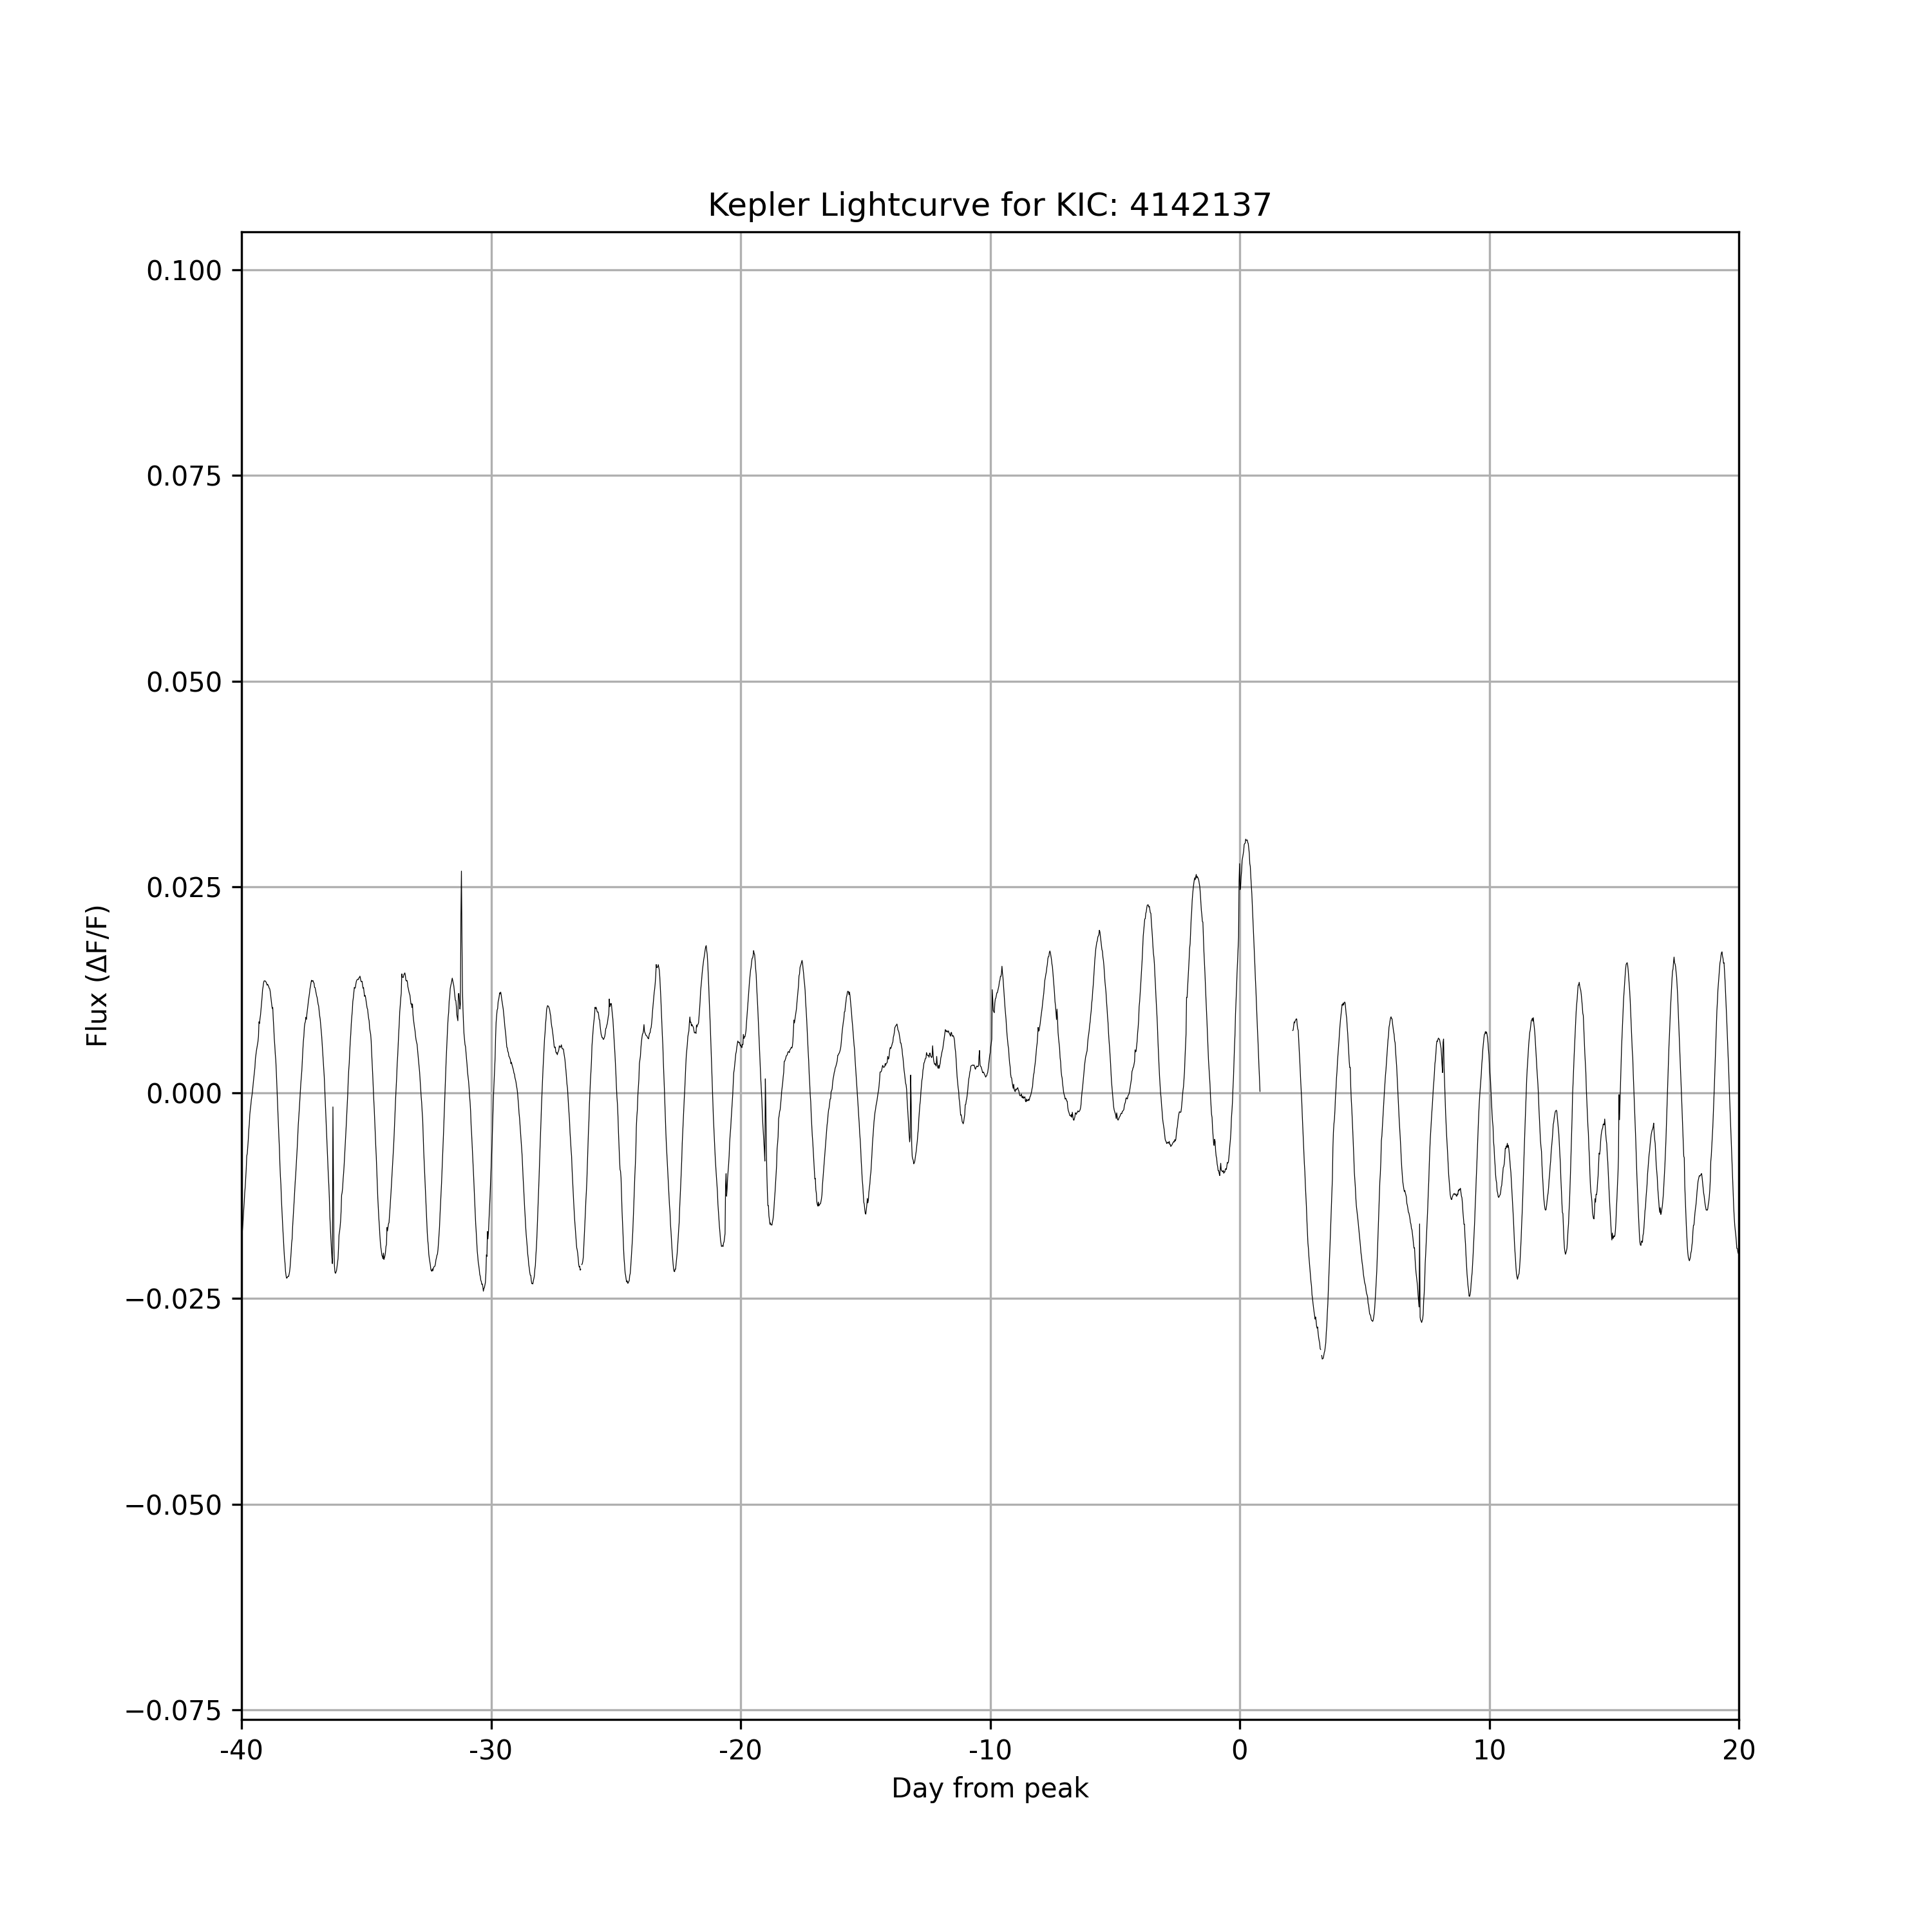 Kepler Lightcurve for KIC: 4142137
0.100
0.075
0.050
0.025
0.000
−0.025
−0.050
−0.075
Flux (ΔF/F)
-40 -30 -20 -10 0 10 20
Day from peak